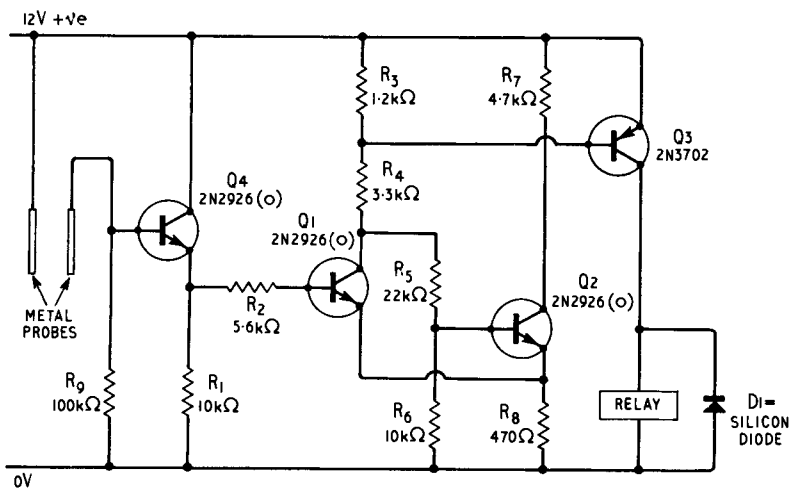 12V +ve
R3
1.2kΩ
R7
4.7kΩ
Q3
2N3702
Q4
2N2926(o)
R4
3.3kΩ
Q1
2N2926(o)
R5
22kΩ
Q2
2N2926(o)
METAL
PROBES
R2
5.6kΩ
R9
100kΩ
R1
10kΩ
R6
10kΩ
R8
470Ω
RELAY
D1=
SILICON
DIODE
0V